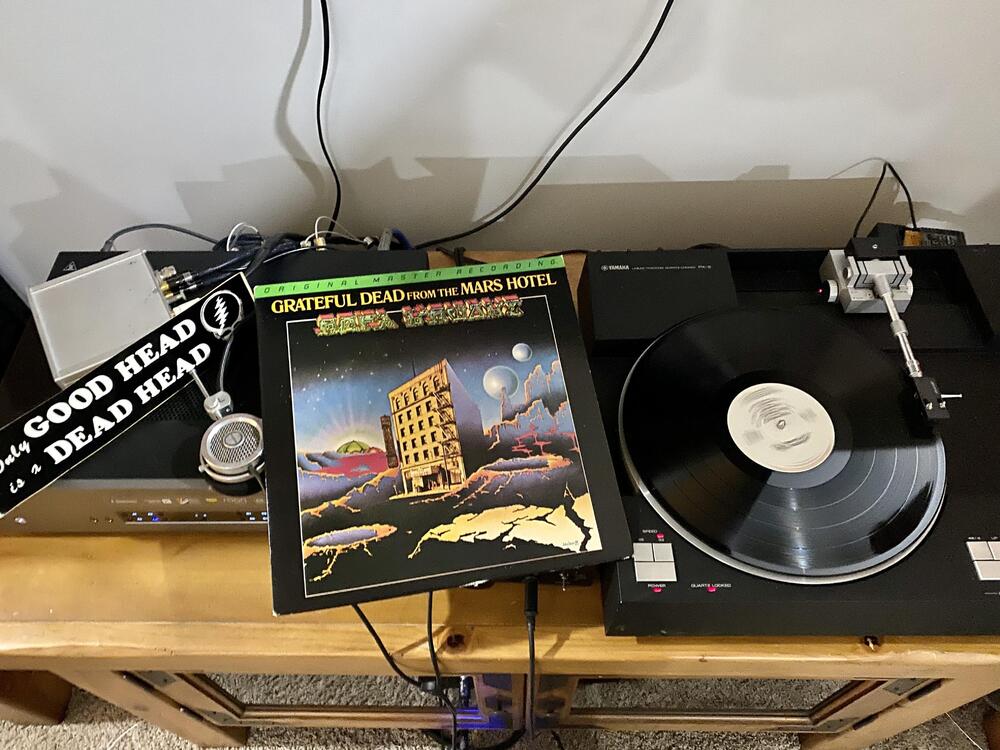 Only GOOD HEAD
is a DEAD HEAD
ORIGINAL MASTER RECORDING
GRATEFUL DEAD FROM THE MARS HOTEL
YAMAHA
SPEED
POWER
QUARTZ LOCKED